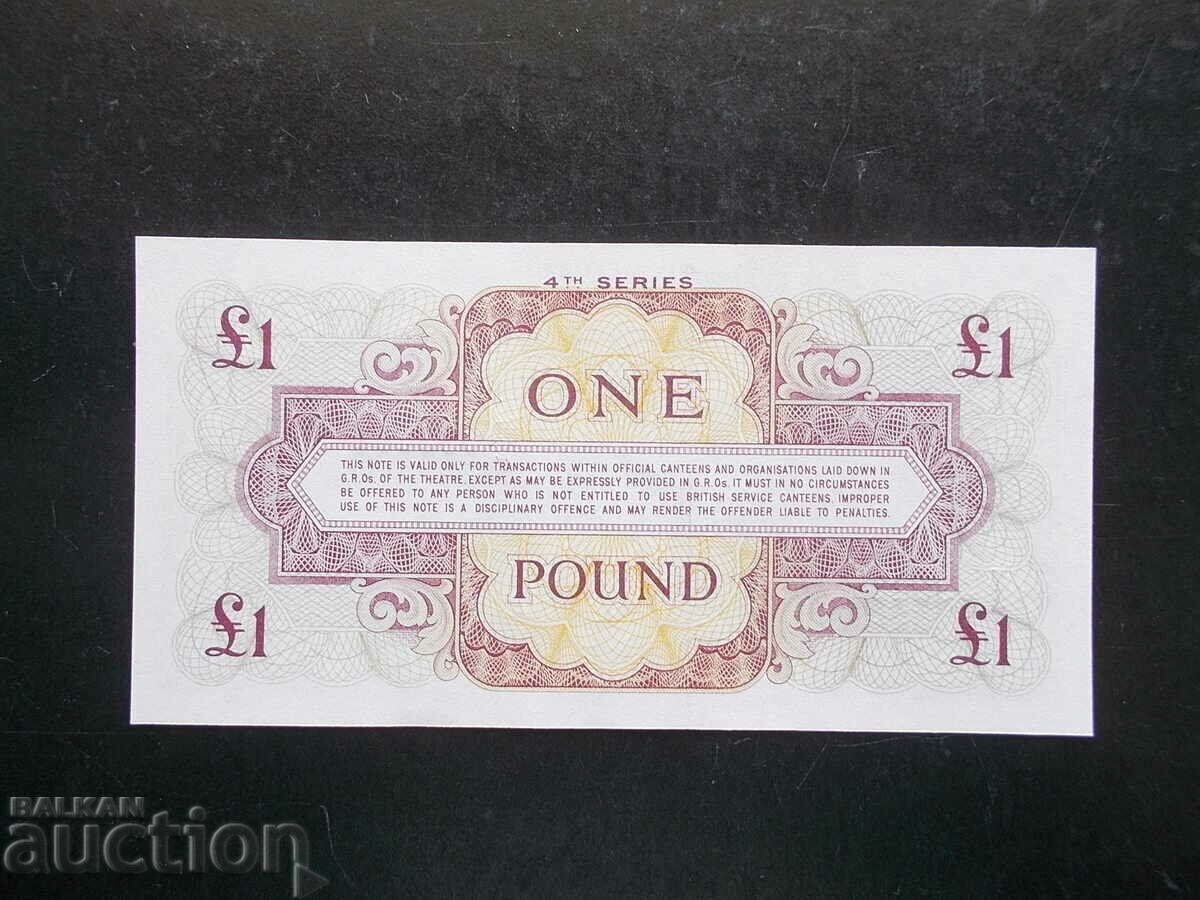 4TH SERIES
£1 £1
ONE
THIS NOTE IS VALID ONLY FOR TRANSACTIONS WITHIN OFFICIAL CANTEENS AND ORGANISATIONS LAID DOWN IN
G.R.Os. OF THE THEATRE. EXCEPT AS MAY BE EXPRESSLY PROVIDED IN G.R.Os. IT MUST IN NO CIRCUMSTANCES
BE OFFERED TO ANY PERSON WHO IS NOT ENTITLED TO USE BRITISH SERVICE CANTEENS. IMPROPER
USE OF THIS NOTE IS A DISCIPLINARY OFFENCE AND MAY RENDER THE OFFENDER LIABLE TO PENALTIES.
POUND
£1 £1
BALKAN
auction